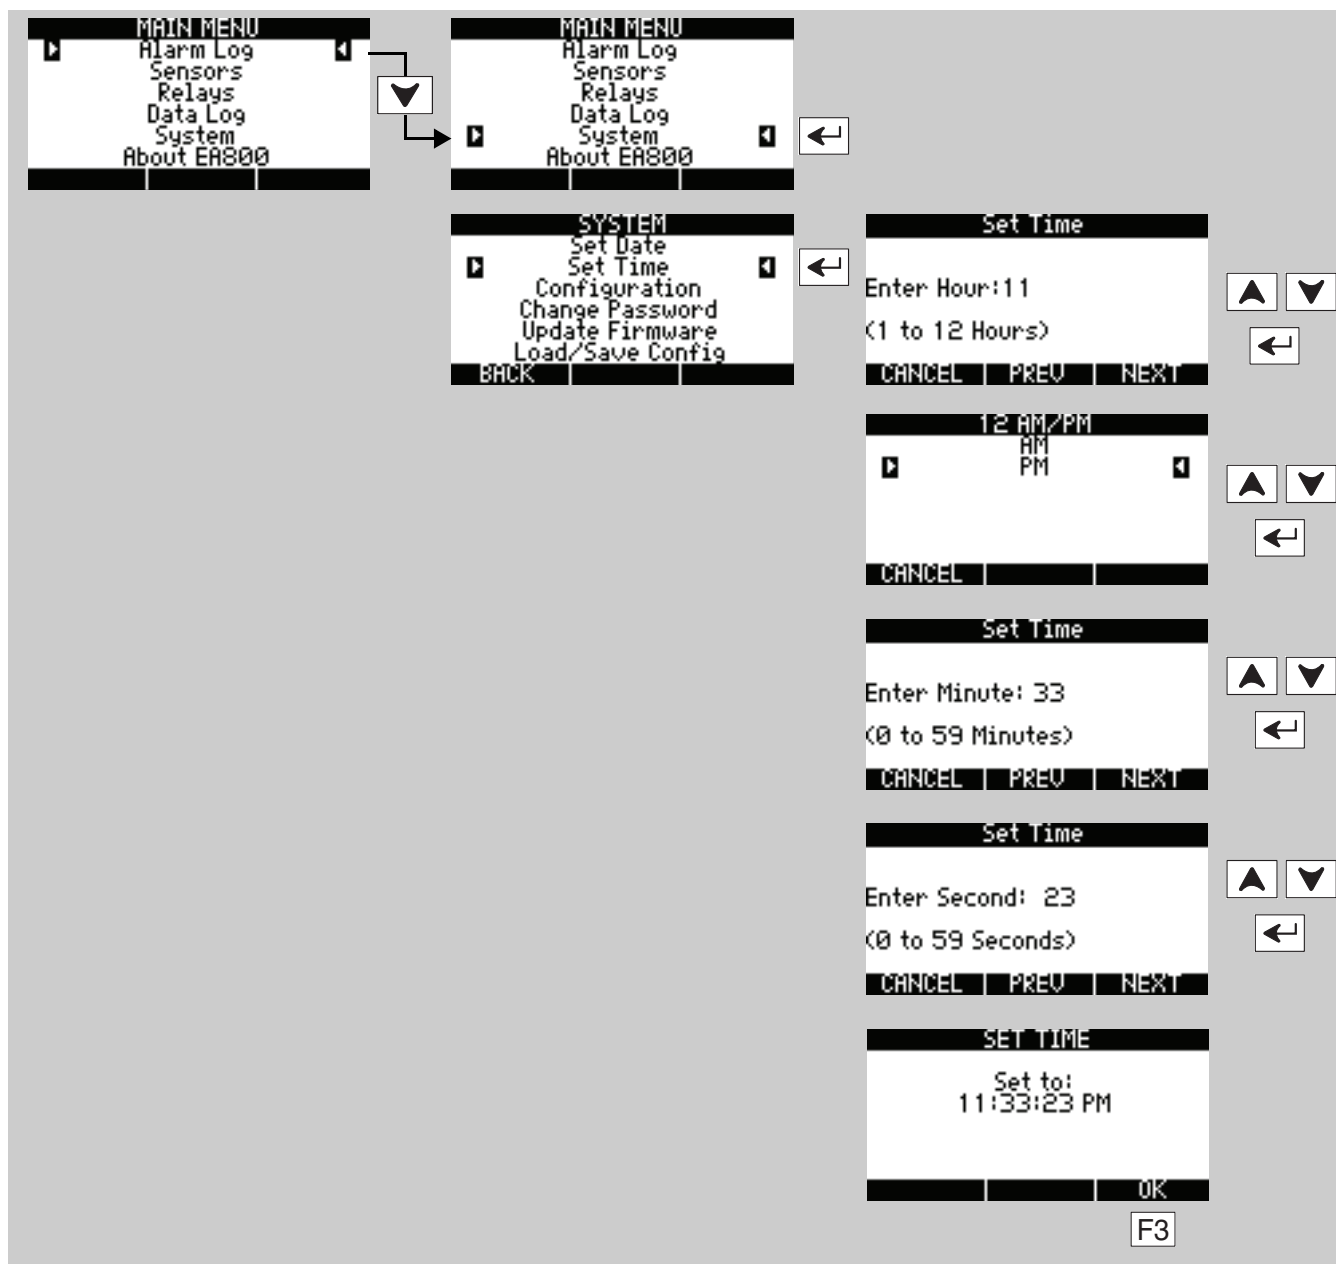 MAIN MENU
Alarm Log
Sensors
Relays
Data Log
System
About EA800
MAIN MENU
Alarm Log
Sensors
Relays
Data Log
System
About EA800
SYSTEM
Set Date
Set Time
Configuration
Change Password
Update Firmware
Load/Save Config
BACK
Set Time
Enter Hour:11
(1 to 12 Hours)
CANCEL PREV NEXT
12 AM/PM
AM
PM
CANCEL
Set Time
Enter Minute: 33
(0 to 59 Minutes)
CANCEL PREV NEXT
Set Time
Enter Second: 23
(0 to 59 Seconds)
CANCEL PREV NEXT
SET TIME
Set to:
11:33:23 PM
OK
F3